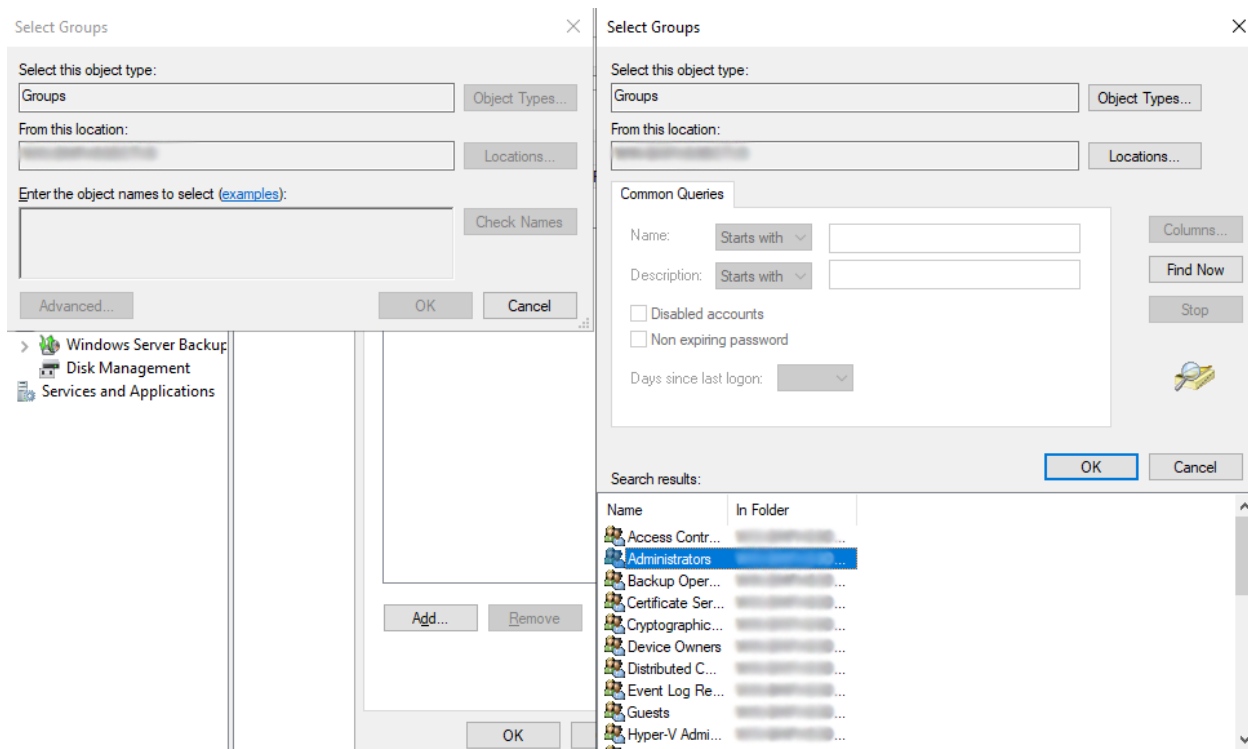 Select Groups
Select this object type:
Groups
Object Types...
From this location:
Locations...
Enter the object names to select (examples):
Check Names
Advanced...
OK
Cancel
Windows Server Backup
Disk Management
Services and Applications
Add...
Remove
OK
Select Groups
Select this object type:
Groups
Object Types...
From this location:
Locations...
Common Queries
Name:
Starts with
Columns...
Description:
Starts with
Find Now
Disabled accounts
Stop
Non expiring password
Days since last logon:
OK
Cancel
Search results:
Name In Folder
Access Contr... ...
Administrators ...
Backup Oper... ...
Certificate Ser... ...
Cryptographic... ...
Device Owners ...
Distributed C... ...
Event Log Re... ...
Guests ...
Hyper-V Admi... ...